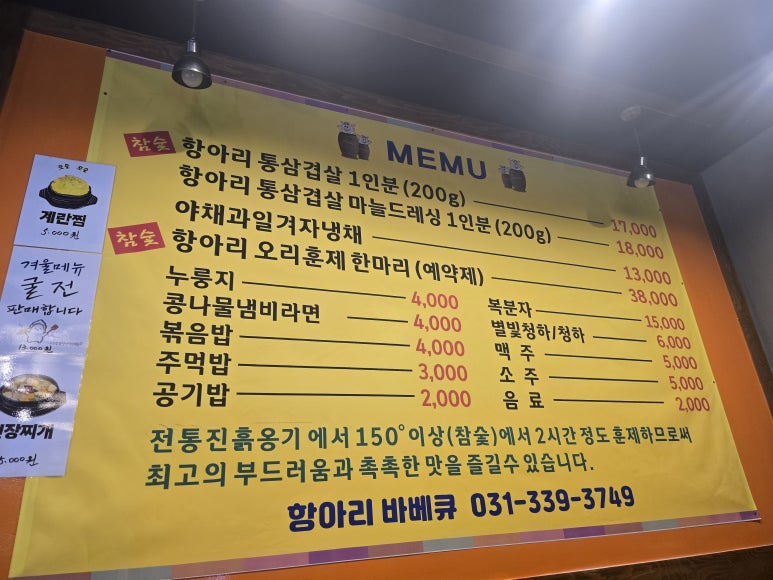 MEMU
참숯 항아리 통삼겹살 1인분 (200g) 17,000
항아리 통삼겹살 마늘드레싱 1인분 (200g) 18,000
야채과일겨자냉채 13,000
참숯 항아리 오리훈제 한마리 (예약제) 38,000
누룽지 4,000
콩나물냄비라면 4,000
볶음밥 4,000
주먹밥 3,000
공기밥 2,000
복분자 15,000
별빛청하/청하 6,000
맥 주 5,000
소 주 5,000
음 료 2,000
전통진흙옹기 에서 150°이상(참숯)에서 2시간 정도 훈제하므로써
최고의 부드러움과 촉촉한 맛을 즐길수 있습니다.
항아리 바베큐 031-339-3749
계란찜
5.000원
겨울메뉴
굴전
판매합니다
13.000원
장찌개
5.000원